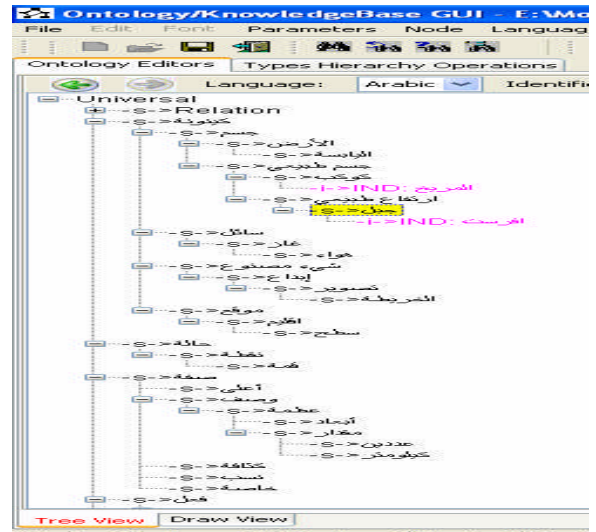 Ontology/KnowledgeBase GUI - E:\Mo
File Edit Font Parameters Node Languag
Ontology Editors Types Hierarchy Operations
Language: Arabic Identifi
Universal
-s->Relation
-s->كينونة
-s->جسم
-s->الأرض
-s->اليابسة
-s->جسم طبيعي
-s->كوكب
-i->IND: المريخ
-s->ارتفاع طبيعي
-s->جبل
-i->IND: افرست
-s->سائل
-s->غاز
-s->هواء
-s->شيء مصنوع
-s->إبداع
-s->تصوير
-s->الخريطة
-s->موقع
-s->اقليم
-s->سطح
-s->حالة
-s->نقطة
-s->قمة
-s->صفة
-s->أعلى
-s->وصف
-s->عظمة
-s->أبعاد
-s->مقدار
-s->عددين
-s->كيلومتر
-s->كثافة
-s->نسب
-s->خاصية
-s->فعل
Tree View Draw View